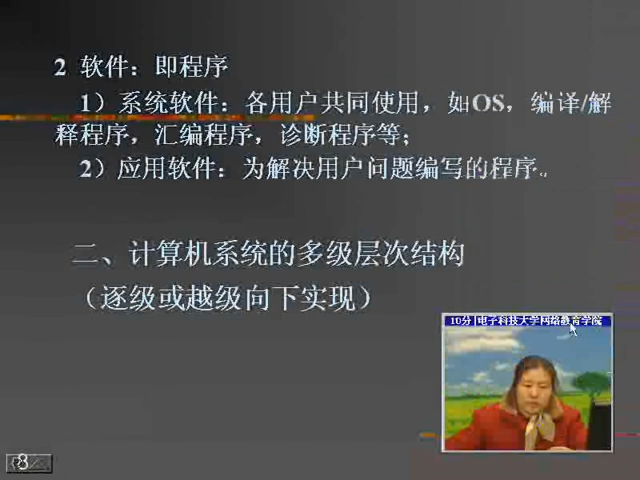 2 软件：即程序
1）系统软件：各用户共同使用，如OS，编译/解
释程序，汇编程序，诊断程序等；
2）应用软件：为解决用户问题编写的程序。
二、计算机系统的多级层次结构
（逐级或越级向下实现）
10分|电子科技大学网络教育学院
8